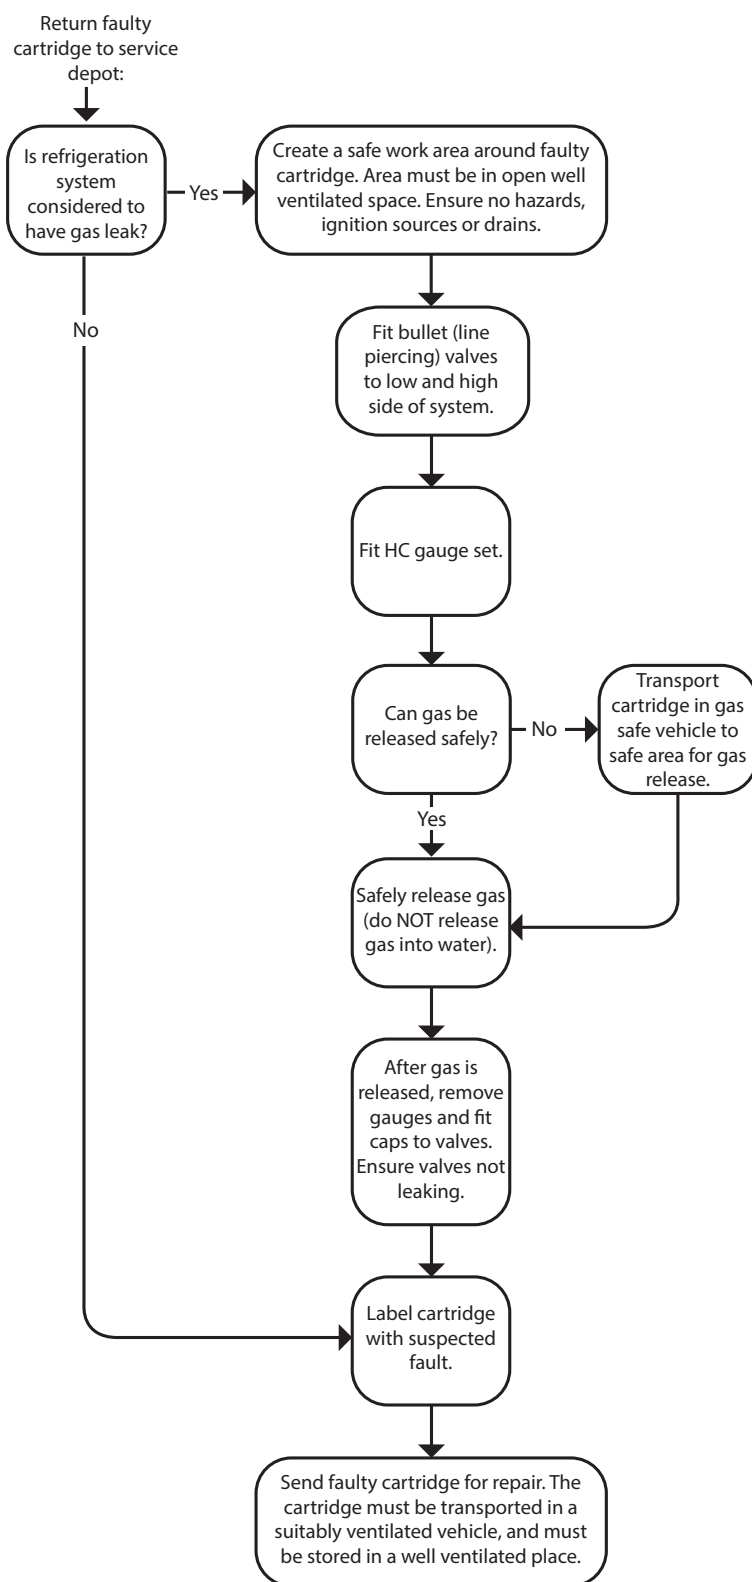 Return faulty
cartridge to service
depot:
Is refrigeration
system
considered to
have gas leak?
Yes
Create a safe work area around faulty
cartridge. Area must be in open well
ventilated space. Ensure no hazards,
ignition sources or drains.
No
Fit bullet (line
piercing) valves
to low and high
side of system.
Fit HC gauge set.
Can gas be
released safely?
No
Transport
cartridge in gas
safe vehicle to
safe area for gas
release.
Yes
Safely release gas
(do NOT release
gas into water).
After gas is
released, remove
gauges and fit
caps to valves.
Ensure valves not
leaking.
Label cartridge
with suspected
fault.
Send faulty cartridge for repair. The
cartridge must be transported in a
suitably ventilated vehicle, and must
be stored in a well ventilated place.